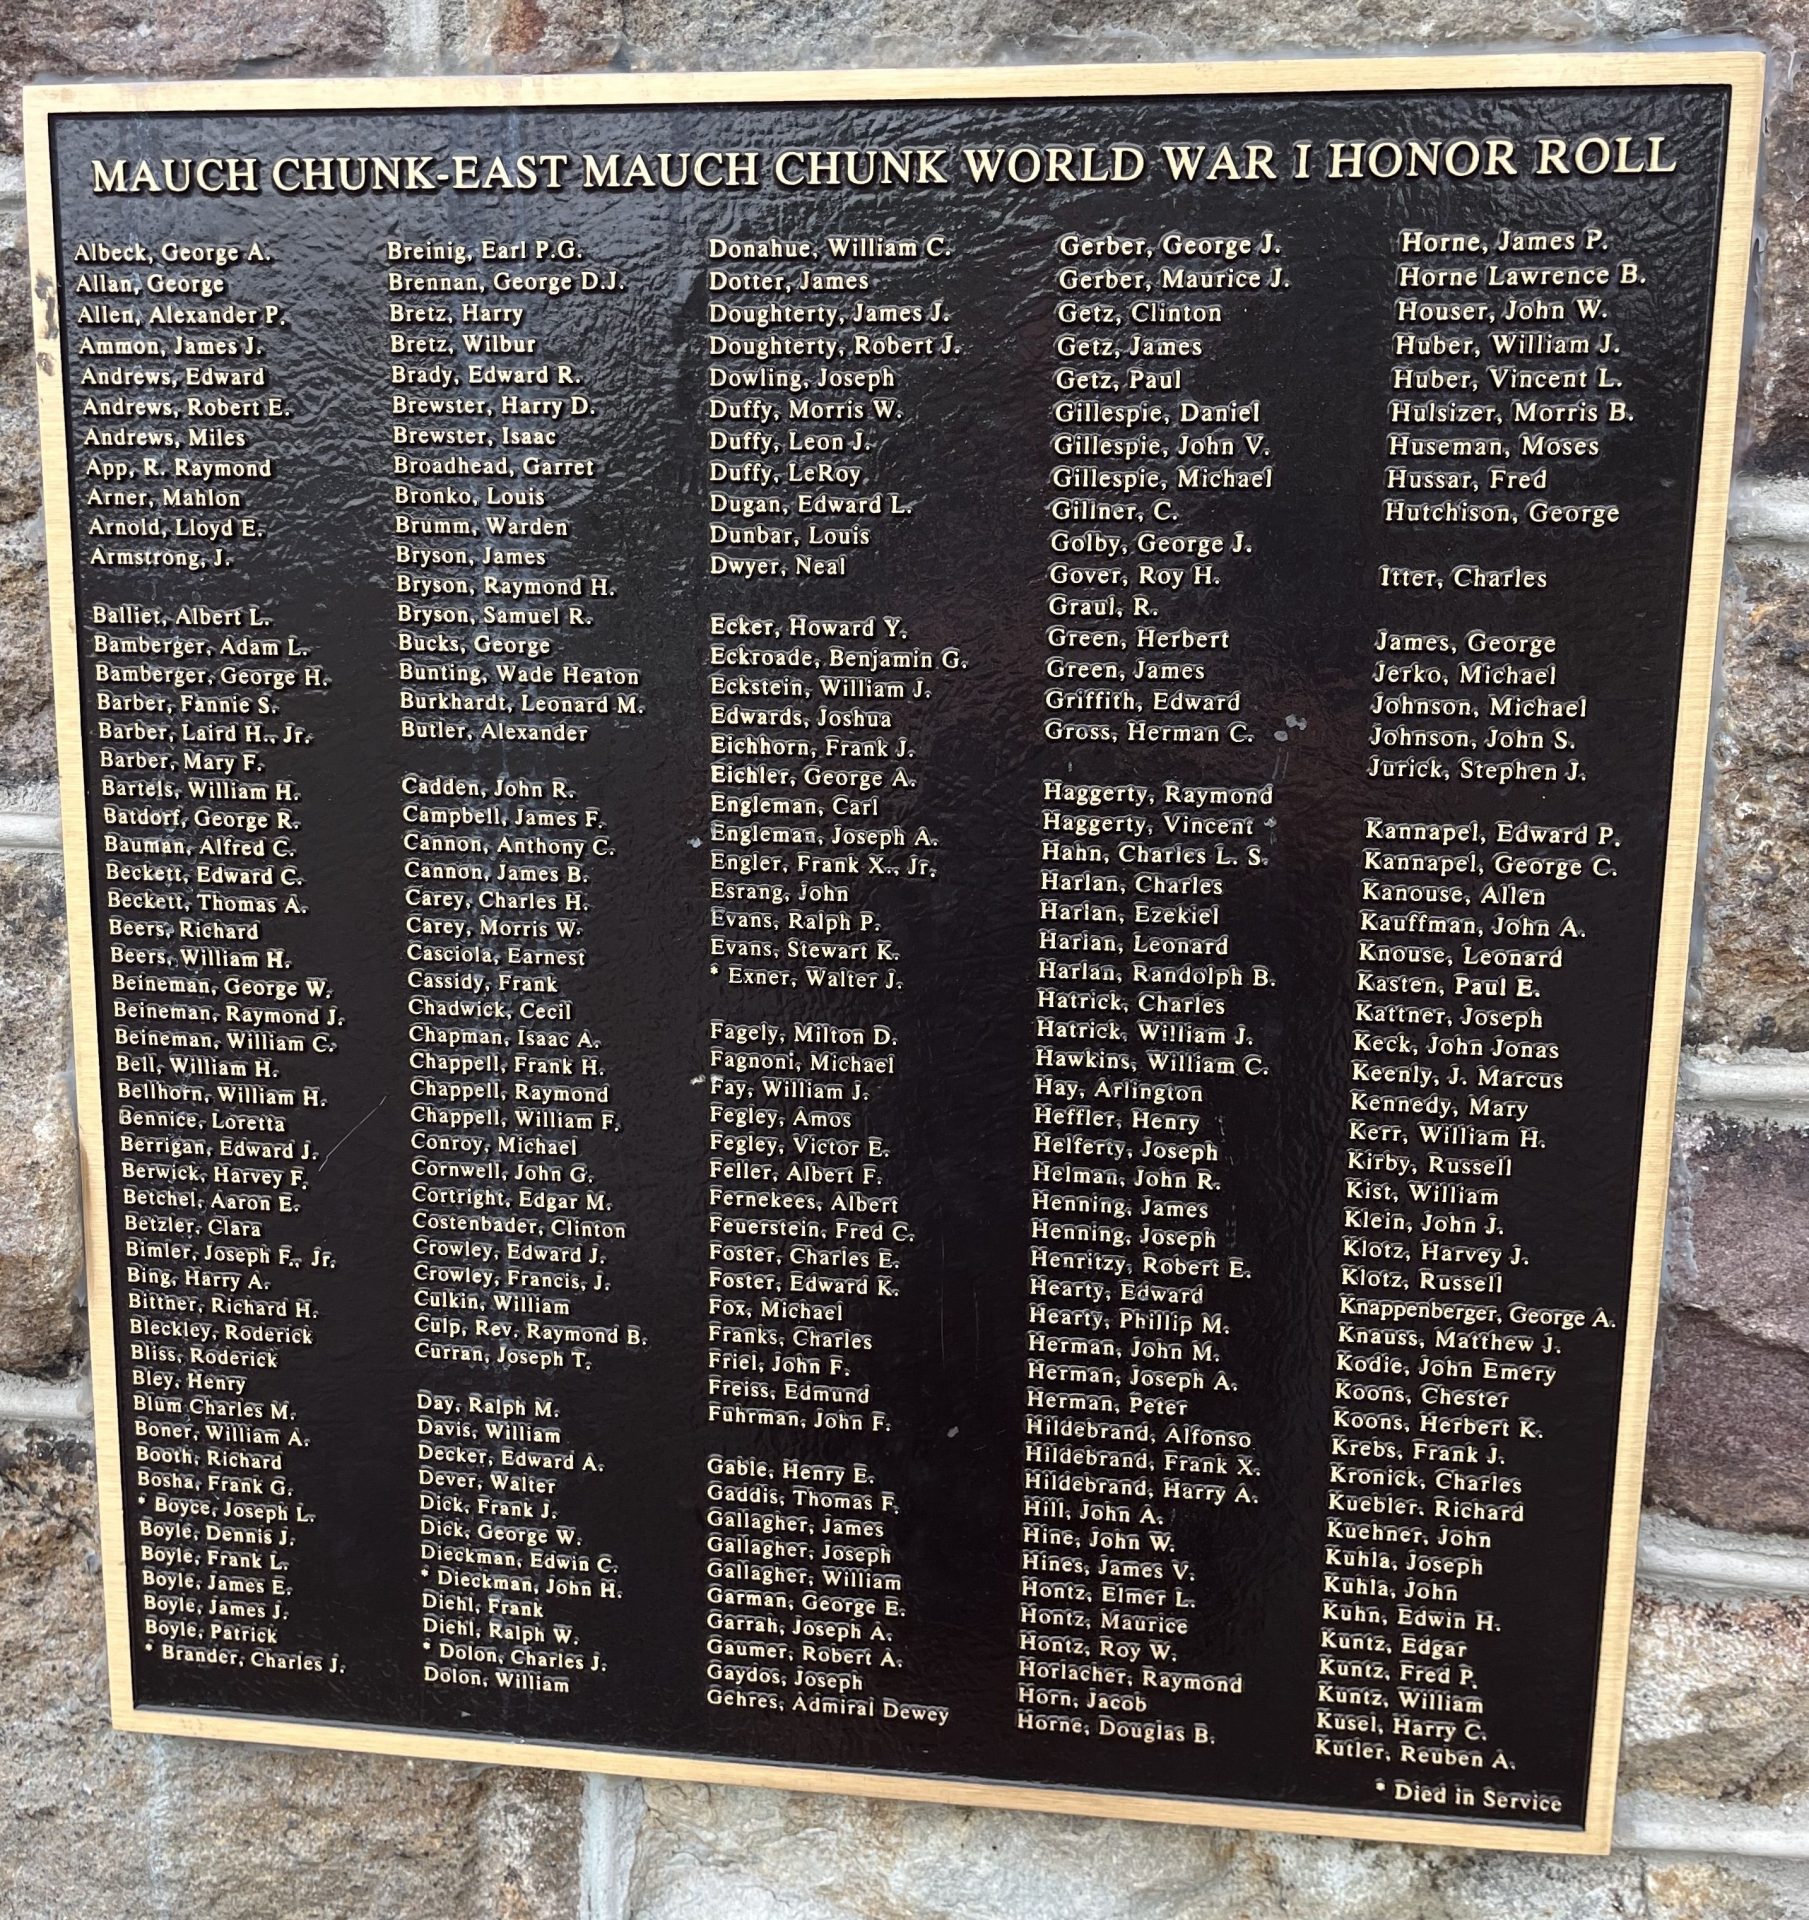 MAUCH CHUNK-EAST MAUCH CHUNK WORLD WAR I HONOR ROLL
Albeck, George A.
Allan, George
Allen, Alexander P.
Ammon, James J.
Andrews, Edward
Andrews, Robert E.
Andrews, Miles
App, R. Raymond
Arner, Mahlon
Arnold, Lloyd E.
Armstrong, J.
Balliet, Albert L.
Bamberger, Adam L.
Bamberger, George H.
Barber, Fannie S.
Barber, Laird H., Jr.
Barber, Mary F.
Bartels, William H.
Batdorf, George R.
Bauman, Alfred C.
Beckett, Edward C.
Beckett, Thomas A.
Beers, Richard
Beers, William H.
Beineman, George W.
Beineman, Raymond J.
Beineman, William C.
Bell, William H.
Bellhorn, William H.
Bennice, Loretta
Berrigan, Edward J.
Berwick, Harvey F.
Betchel, Aaron E.
Betzler, Clara
Bimler, Joseph F., Jr.
Bing, Harry A.
Bittner, Richard H.
Bleckley, Roderick
Bliss, Roderick
Bley, Henry
Blum Charles M.
Boner, William A.
Booth, Richard
Bosha, Frank G.
* Boyce, Joseph L.
Boyle, Dennis J.
Boyle, Frank L.
Boyle, James E.
Boyle, James J.
Boyle, Patrick
* Brander, Charles J.
Breinig, Earl P.G.
Brennan, George D.J.
Bretz, Harry
Bretz, Wilbur
Brady, Edward R.
Brewster, Harry D.
Brewster, Isaac
Broadhead, Garret
Bronko, Louis
Brumm, Warden
Bryson, James
Bryson, Raymond H.
Bryson, Samuel R.
Bucks, George
Bunting, Wade Heaton
Burkhardt, Leonard M.
Butler, Alexander
Cadden, John R.
Campbell, James F.
Cannon, Anthony C.
Cannon, James B.
Carey, Charles H.
Carey, Morris W.
Casciola, Earnest
Cassidy, Frank
Chadwick, Cecil
Chapman, Isaac A.
Chappell, Frank H.
Chappell, Raymond
Chappell, William F.
Conroy, Michael
Cornwell, John G.
Cortright, Edgar M.
Costenbader, Clinton
Crowley, Edward J.
Crowley, Francis, J.
Culkin, William
Culp, Rev. Raymond B.
Curran, Joseph T.
Day, Ralph M.
Davis, William
Decker, Edward A.
Dever, Walter
Dick, Frank J.
Dick, George W.
Dieckman, Edwin C.
* Dieckman, John H.
Diehl, Frank
Diehl, Ralph W.
* Dolon, Charles J.
Dolon, William
Donahue, William C.
Dotter, James
Doughterty, James J.
Doughterty, Robert J.
Dowling, Joseph
Duffy, Morris W.
Duffy, Leon J.
Duffy, LeRoy
Dugan, Edward L.
Dunbar, Louis
Dwyer, Neal
Ecker, Howard Y.
Eckroade, Benjamin G.
Eckstein, William J.
Edwards, Joshua
Eichhorn, Frank J.
Eichler, George A.
Engleman, Carl
Engleman, Joseph A.
Engler, Frank X., Jr.
Esrang, John
Evans, Ralph P.
Evans, Stewart K.
* Exner, Walter J.
Fagely, Milton D.
Fagnoni, Michael
Fay, William J.
Fegley, Amos
Fegley, Victor E.
Feller, Albert F.
Fernekees, Albert
Feuerstein, Fred C.
Foster, Charles E.
Foster, Edward K.
Fox, Michael
Franks, Charles
Friel, John F.
Freiss, Edmund
Fuhrman, John F.
Gable, Henry E.
Gaddis, Thomas F.
Gallagher, James
Gallagher, Joseph
Gallagher, William
Garman, George E.
Garrah, Joseph A.
Gaumer, Robert A.
Gaydos, Joseph
Gehres, Admiral Dewey
Gerber, George J.
Gerber, Maurice J.
Getz, Clinton
Getz, James
Getz, Paul
Gillespie, Daniel
Gillespie, John V.
Gillespie, Michael
Gillner, C.
Golby, George J.
Gover, Roy H.
Graul, R.
Green, Herbert
Green, James
Griffith, Edward
Gross, Herman C.
Haggerty, Raymond
Haggerty, Vincent
Hahn, Charles L. S.
Harlan, Charles
Harlan, Ezekiel
Harlan, Leonard
Harlan, Randolph B.
Hatrick, Charles
Hatrick, William J.
Hawkins, William C.
Hay, Arlington
Heffler, Henry
Helferty, Joseph
Helman, John R.
Henning, James
Henning, Joseph
Henritzy, Robert E.
Hearty, Edward
Hearty, Phillip M.
Herman, John M.
Herman, Joseph A.
Herman, Peter
Hildebrand, Alfonso
Hildebrand, Frank X.
Hildebrand, Harry A.
Hill, John A.
Hine, John W.
Hines, James V.
Hontz, Elmer L.
Hontz, Maurice
Hontz, Roy W.
Horlacher, Raymond
Horn, Jacob
Horne, Douglas B.
Horne, James P.
Horne Lawrence B.
Houser, John W.
Huber, William J.
Huber, Vincent L.
Hulsizer, Morris B.
Huseman, Moses
Hussar, Fred
Hutchison, George
Itter, Charles
James, George
Jerko, Michael
Johnson, Michael
Johnson, John S.
Jurick, Stephen J.
Kannapel, Edward P.
Kannapel, George C.
Kanouse, Allen
Kauffman, John A.
Knouse, Leonard
Kasten, Paul E.
Kattner, Joseph
Keck, John Jonas
Keenly, J. Marcus
Kennedy, Mary
Kerr, William H.
Kirby, Russell
Kist, William
Klein, John J.
Klotz, Harvey J.
Klotz, Russell
Knappenberger, George A.
Knauss, Matthew J.
Kodie, John Emery
Koons, Chester
Koons, Herbert K.
Krebs, Frank J.
Kronick, Charles
Kuebler. Richard
Kuehner, John
Kuhla, Joseph
Kuhla, John
Kuhn, Edwin H.
Kuntz, Edgar
Kuntz, Fred P.
Kuntz, William
Kusel, Harry C.
Kutler, Reuben A.
* Died in Service